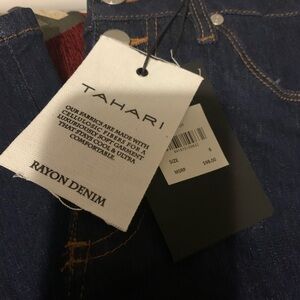 TAHARI
OUR FABRICS ARE MADE WITH
CELLULOSIC FIBERS FOR A
LUXURIOUSLY SOFT GARMENT
THAT STAYS COOL & ULTRA
COMFORTABLE.
RAYON DENIM
SIZE 6
MSRP $98.00